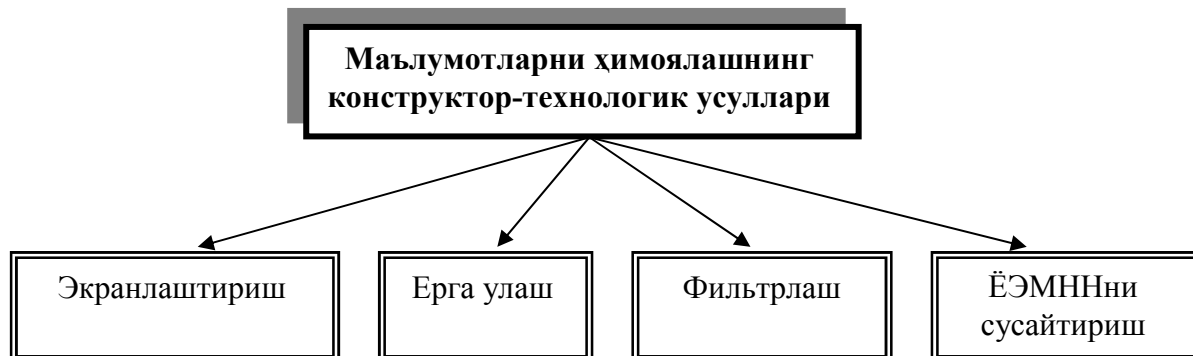 Маълумотларни ҳимоялашнинг
конструктор-технологик усуллари
Экранлаштириш
Ерга улаш
Фильтрлаш
ЁЭМННни
сусайтириш